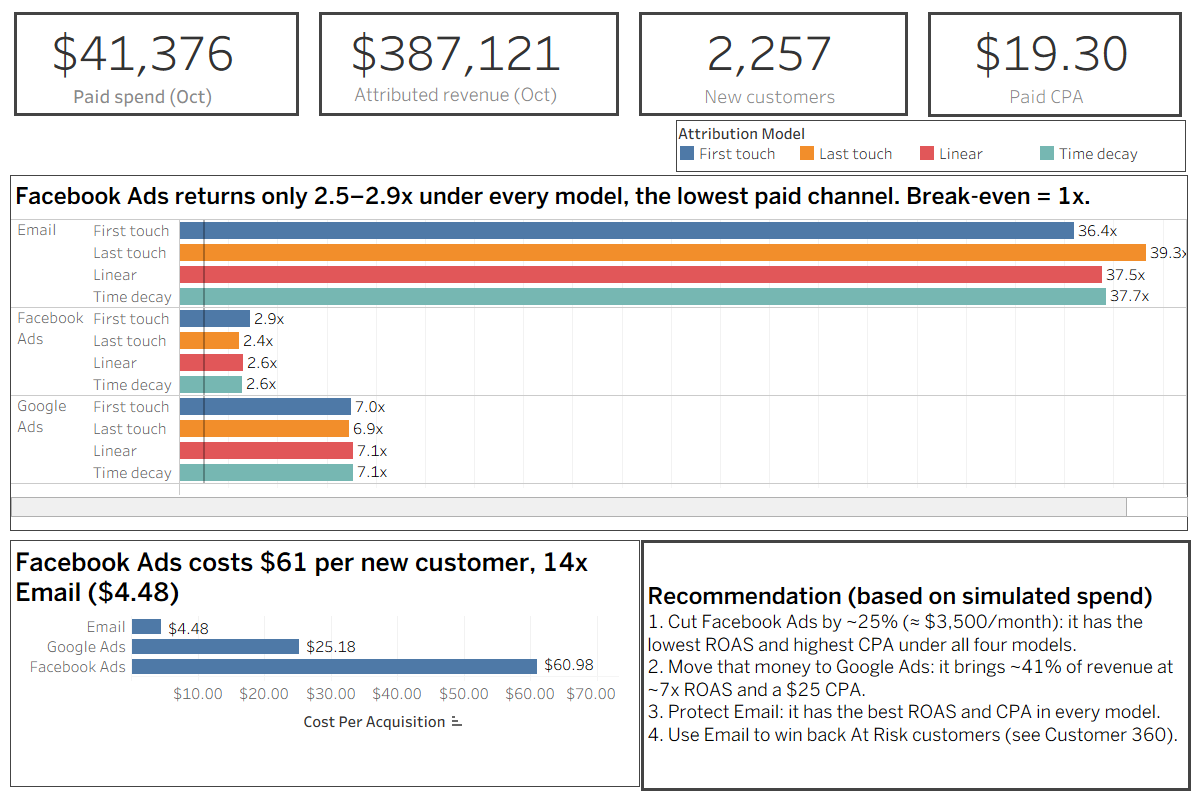 $41,376
Paid spend (Oct)
$387,121
Attributed revenue (Oct)
2,257
New customers
$19.30
Paid CPA
Attribution Model
First touch
Last touch
Linear
Time decay
Facebook Ads returns only 2.5–2.9x under every model, the lowest paid channel. Break-even = 1x.
Email
First touch 36.4x
Last touch 39.3x
Linear 37.5x
Time decay 37.7x
Facebook Ads
First touch 2.9x
Last touch 2.4x
Linear 2.6x
Time decay 2.6x
Google Ads
First touch 7.0x
Last touch 6.9x
Linear 7.1x
Time decay 7.1x
Facebook Ads costs $61 per new customer, 14x
Email ($4.48)
Email $4.48
Google Ads $25.18
Facebook Ads $60.98
$10.00 $20.00 $30.00 $40.00 $50.00 $60.00 $70.00
Cost Per Acquisition
Recommendation (based on simulated spend)
1. Cut Facebook Ads by ~25% (≈ $3,500/month): it has the
lowest ROAS and highest CPA under all four models.
2. Move that money to Google Ads: it brings ~41% of revenue at
~7x ROAS and a $25 CPA.
3. Protect Email: it has the best ROAS and CPA in every model.
4. Use Email to win back At Risk customers (see Customer 360).